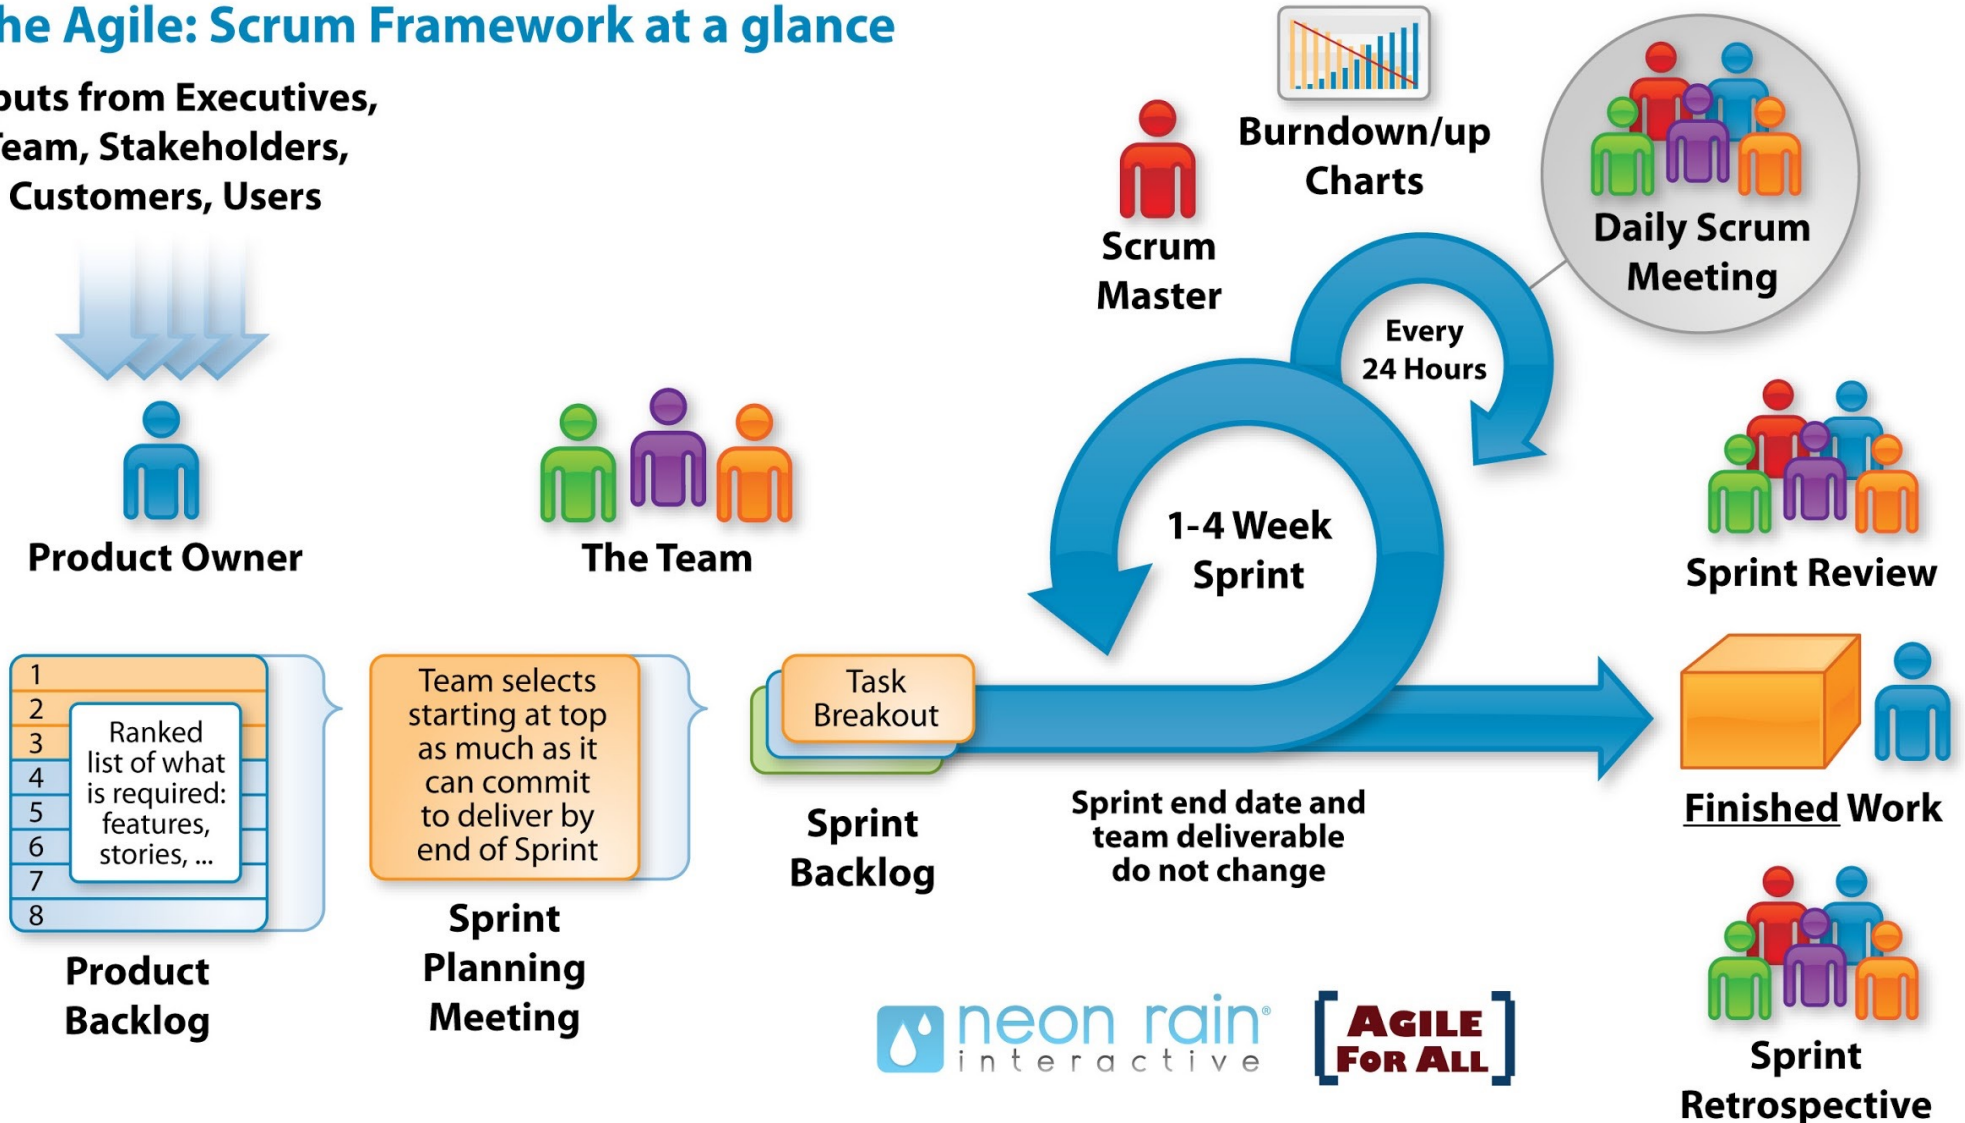 he Agile: Scrum Framework at a glance
puts from Executives,
Team, Stakeholders,
Customers, Users
Product Owner
The Team
Scrum
Master
Burndown/up
Charts
Daily Scrum
Meeting
Every
24 Hours
1-4 Week
Sprint
Sprint Review
1
2
3
4
5
6
7
8
Ranked
list of what
is required:
features,
stories, ...
Product
Backlog
Team selects
starting at top
as much as it
can commit
to deliver by
end of Sprint
Sprint
Planning
Meeting
Task
Breakout
Sprint
Backlog
Sprint end date and
team deliverable
do not change
Finished Work
Sprint
Retrospective
neon rain®
interactive
AGILE
FOR ALL